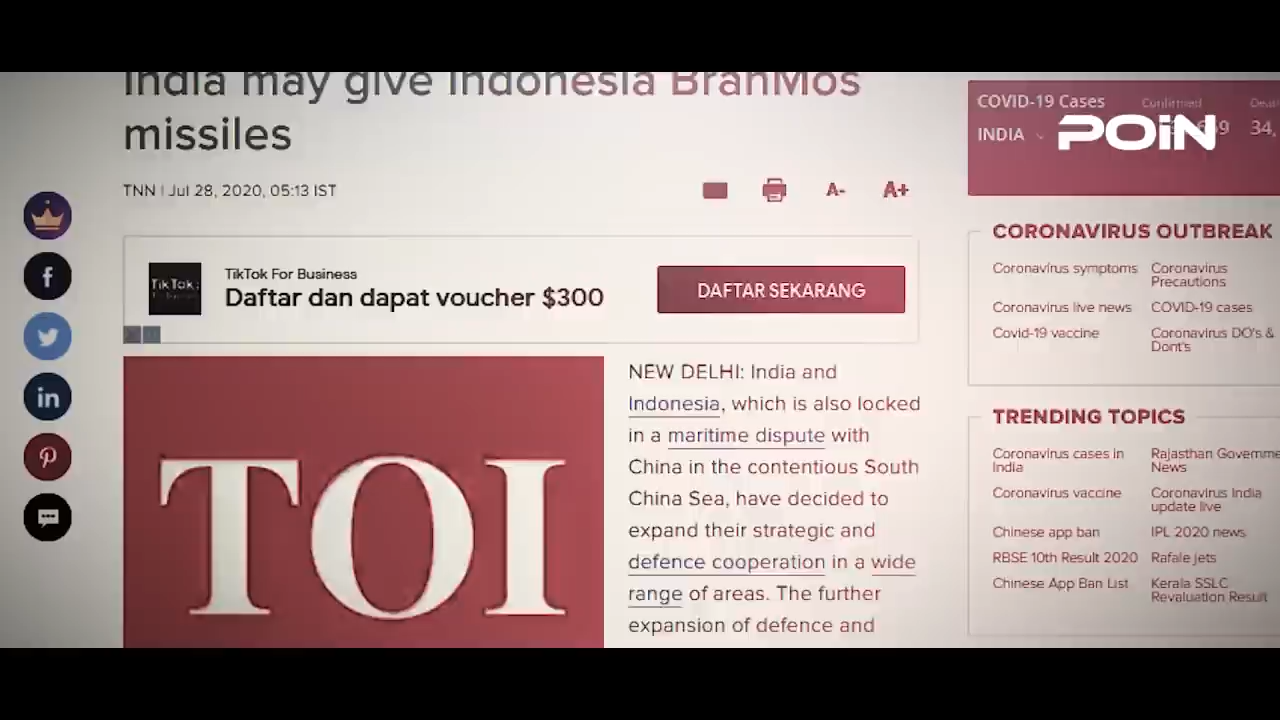 India may give Indonesia BrahMos
missiles
TNN | Jul 28, 2020, 05:13 IST
A-
A+
TikTok For Business
Daftar dan dapat voucher $300
DAFTAR SEKARANG
TOI
NEW DELHI: India and
Indonesia, which is also locked
in a maritime dispute with
China in the contentious South
China Sea, have decided to
expand their strategic and
defence cooperation in a wide
range of areas. The further
expansion of defence and
COVID-19 Cases
Confirmed
INDIA
34,
POiN
CORONAVIRUS OUTBREAK
Coronavirus symptoms
Coronavirus
Precautions
Coronavirus live news
COVID-19 cases
Covid-19 vaccine
Coronavirus DO's &
Dont's
TRENDING TOPICS
Coronavirus cases in
India
Rajasthan Governme
News
Coronavirus vaccine
Coronavirus India
update live
Chinese app ban
IPL 2020 news
RBSE 10th Result 2020
Rafale jets
Chinese App Ban List
Kerala SSLC
Revaluation Result